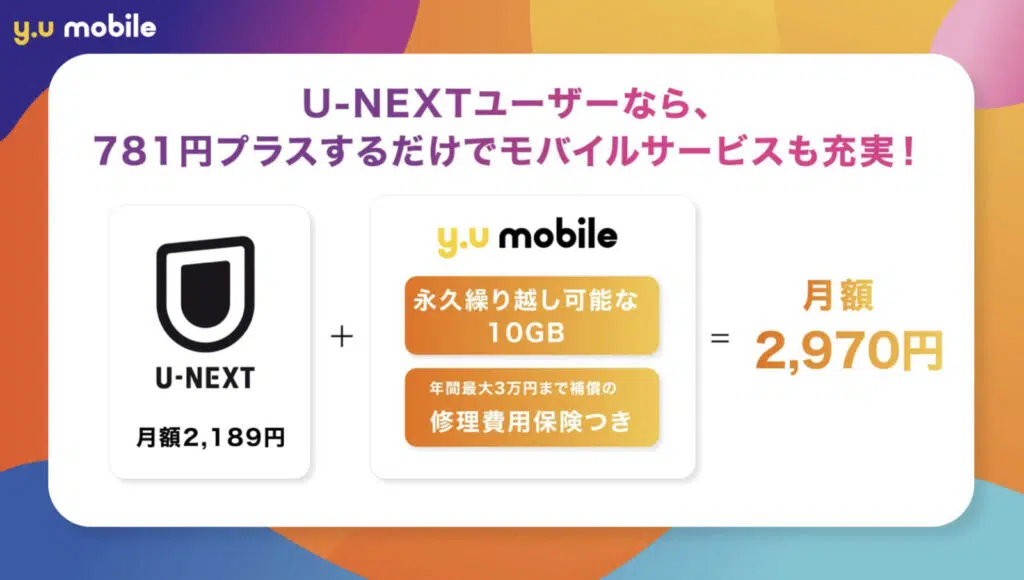 y.u mobile
U-NEXTユーザーなら、
781円プラスするだけでモバイルサービスも充実！
U-NEXT
月額2,189円
+
y.u mobile
永久繰り越し可能な
10GB
年間最大3万円まで補償の
修理費用保険つき
=
月額
2,970円